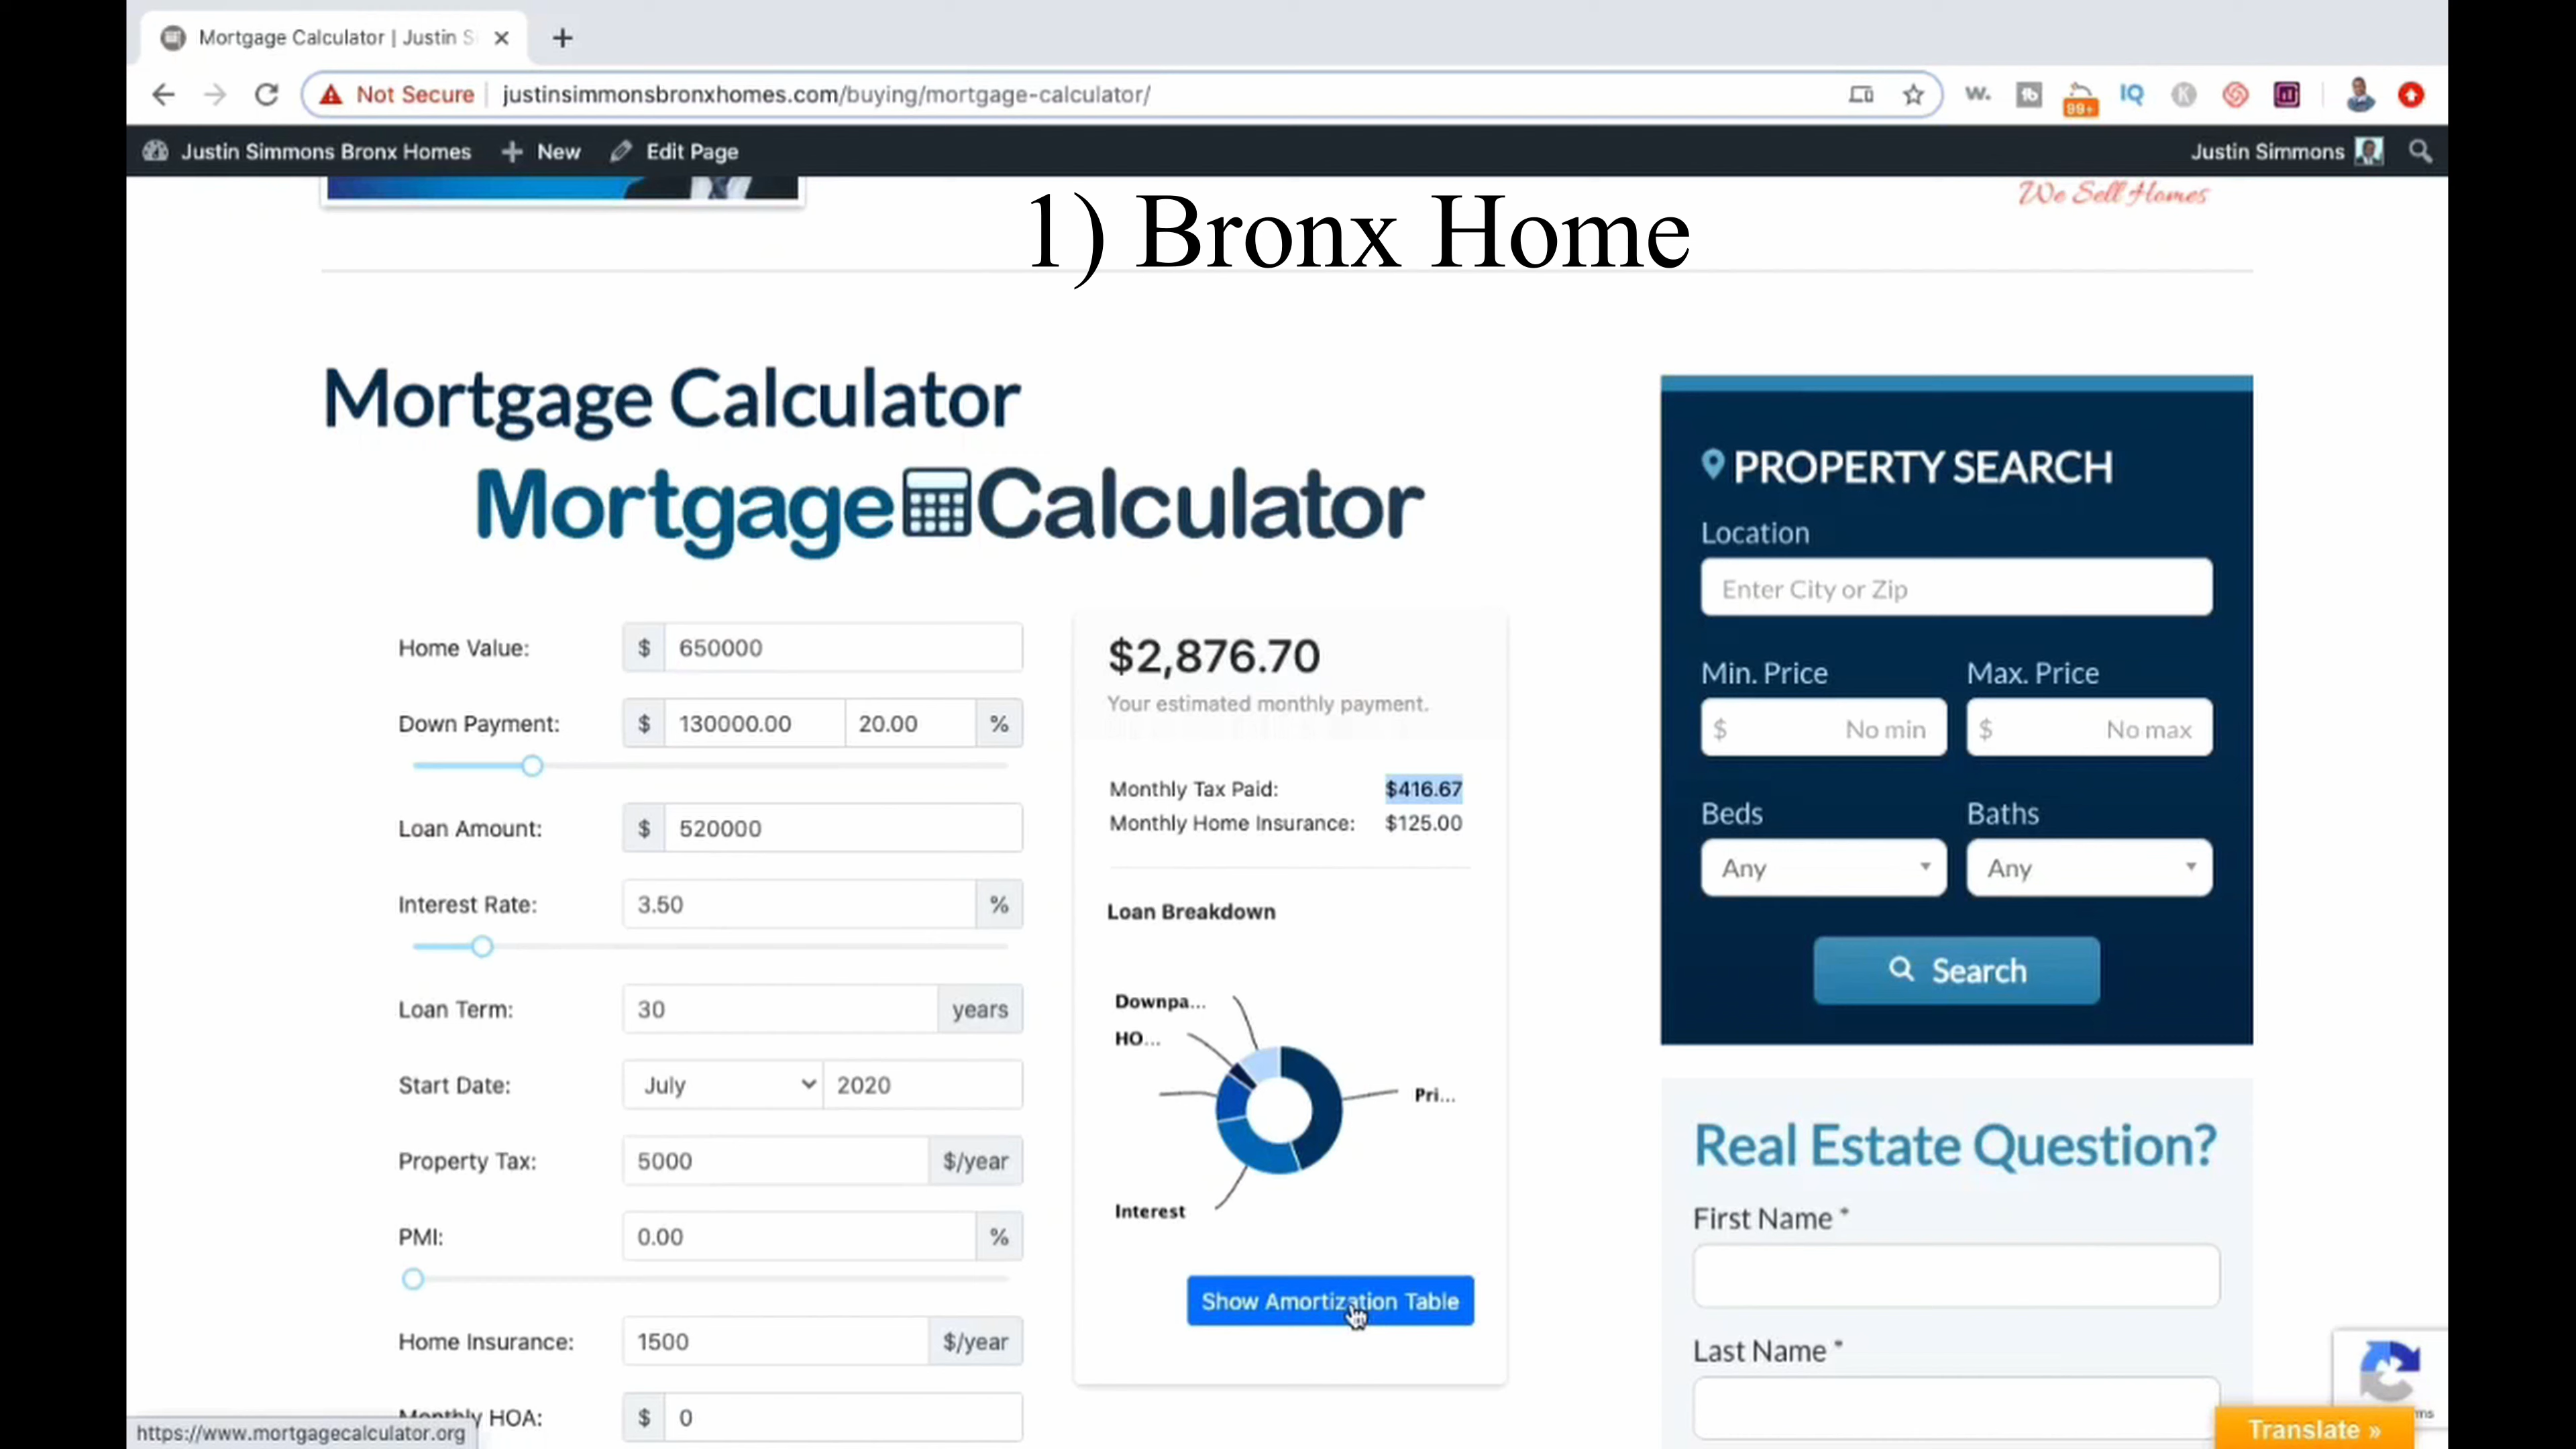 Mortgage Calculator | Justin S
Not Secure
justinsimmonsbronxhomes.com/buying/mortgage-calculator/
W.
99+
IQ
Justin Simmons Bronx Homes
New
Edit Page
Justin Simmons
We Sell Homes
1) Bronx Home
Mortgage Calculator
Mortgage Calculator
Home Value: $ 650000
Down Payment: $ 130000.00 20.00 %
Loan Amount: $ 520000
Interest Rate: 3.50 %
Loan Term: 30 years
Start Date: July 2020
Property Tax: 5000 $/year
PMI: 0.00 %
Home Insurance: 1500 $/year
Monthly HOA: $ 0
$2,876.70
Your estimated monthly payment.
Monthly Tax Paid: $416.67
Monthly Home Insurance: $125.00
Loan Breakdown
Downpa...
HO...
Pri...
Interest
Show Amortization Table
PROPERTY SEARCH
Location
Enter City or Zip
Min. Price Max. Price
$ No min $ No max
Beds Baths
Any Any
Search
Real Estate Question?
First Name *
Last Name *
https://www.mortgagecalculator.org
Translate »